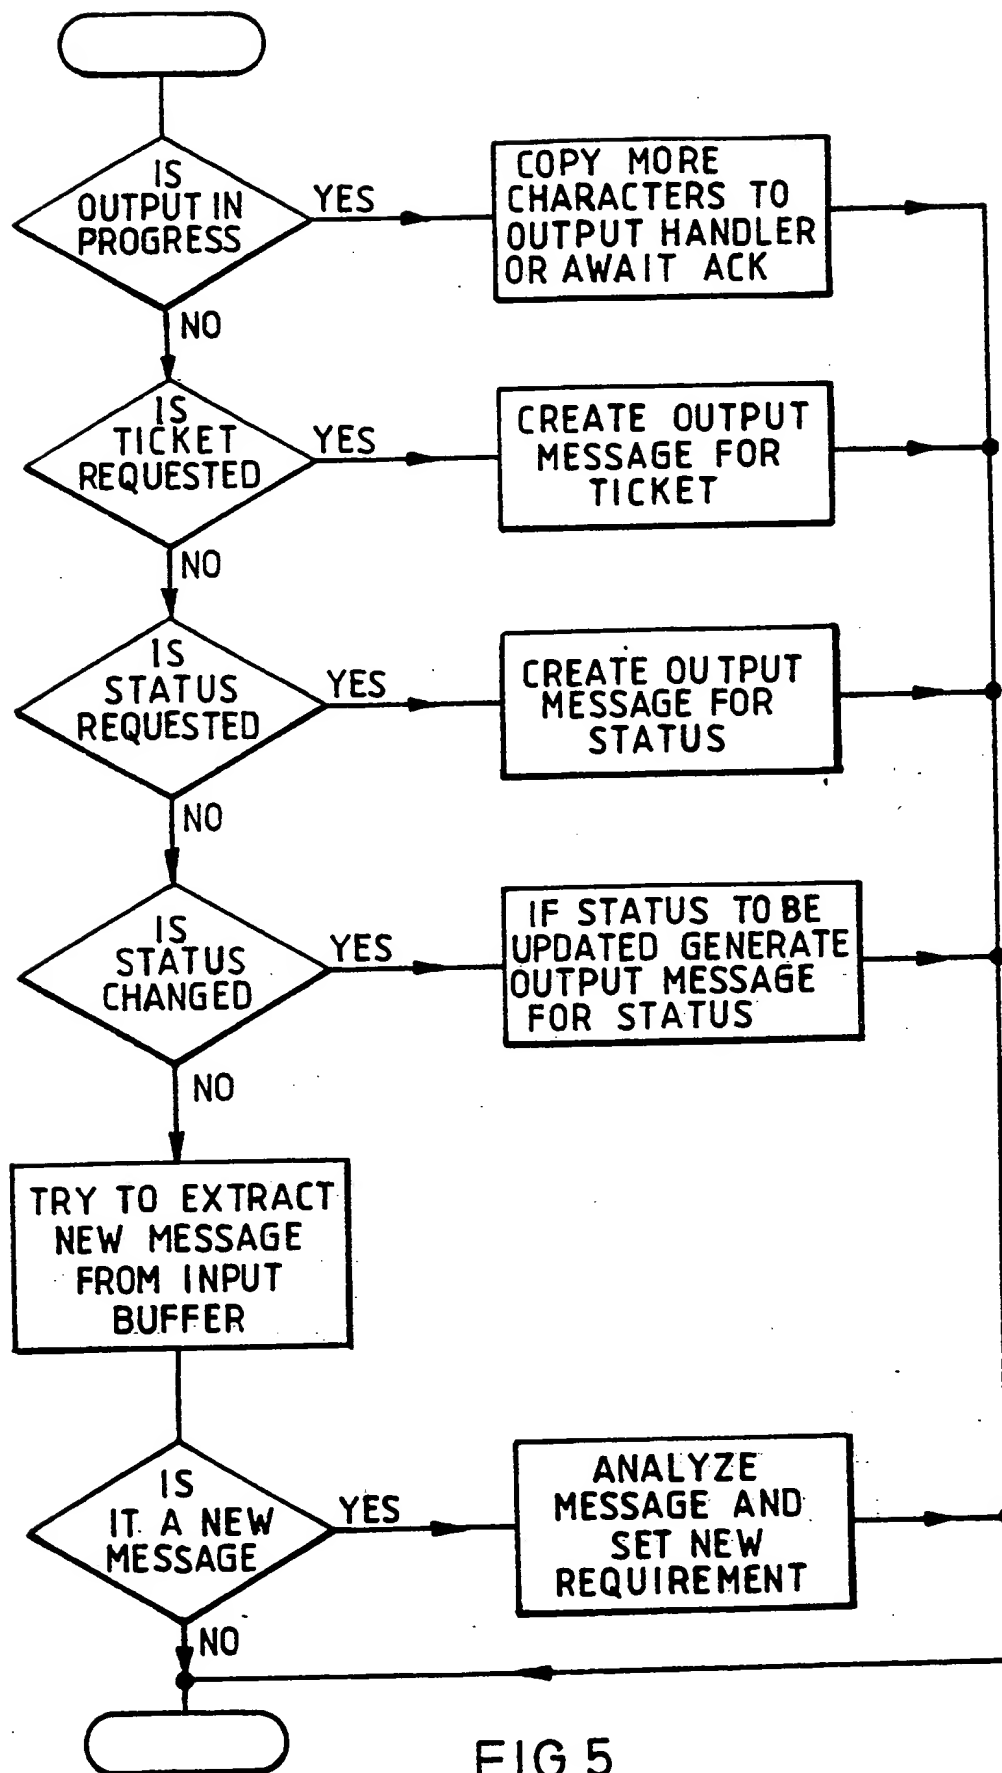 IS
OUTPUT IN
PROGRESS
YES
COPY MORE
CHARACTERS TO
OUTPUT HANDLER
OR AWAIT ACK
NO
IS
TICKET
REQUESTED
YES
CREATE OUTPUT
MESSAGE FOR
TICKET
NO
IS
STATUS
REQUESTED
YES
CREATE OUTPUT
MESSAGE FOR
STATUS
NO
IS
STATUS
CHANGED
YES
IF STATUS TO BE
UPDATED GENERATE
OUTPUT MESSAGE
FOR STATUS
NO
TRY TO EXTRACT
NEW MESSAGE
FROM INPUT
BUFFER
IS
IT A NEW
MESSAGE
YES
ANALYZE
MESSAGE AND
SET NEW
REQUIREMENT
NO
FIG.5